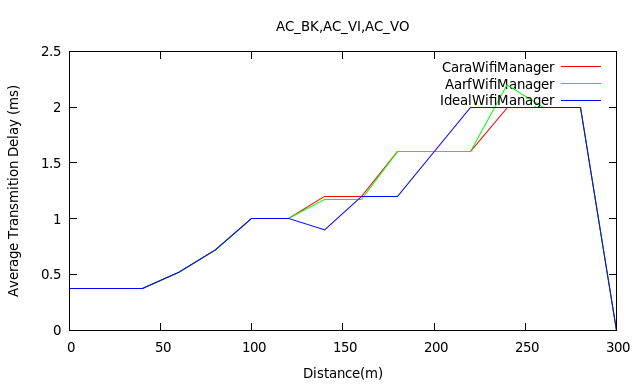 AC_BK,AC_VI,AC_VO
2.5
CaraWifiManager
AarfWifiManager
IdealWifiManager
2
1.5
1
0.5
0
Average Transmition Delay (ms)
0 50 100 150 200 250 300
Distance(m)